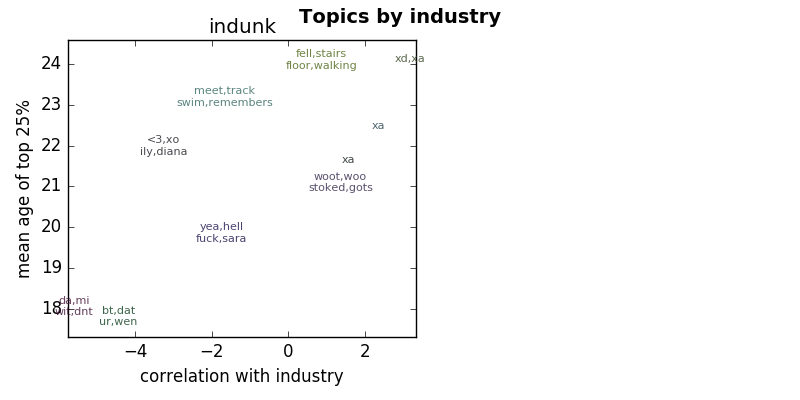 Topics by industry
indunk
24
23
22
21
20
19
18
mean age of top 25%
fell,stairs
floor,walking
xd,xa
meet,track
swim,remembers
xa
<3,xo
ily,diana
xa
woot,woo
stoked,gots
yea,hell
fuck,sara
da,mi
wit,dnt
bt,dat
ur,wen
−4
−2
0
2
correlation with industry